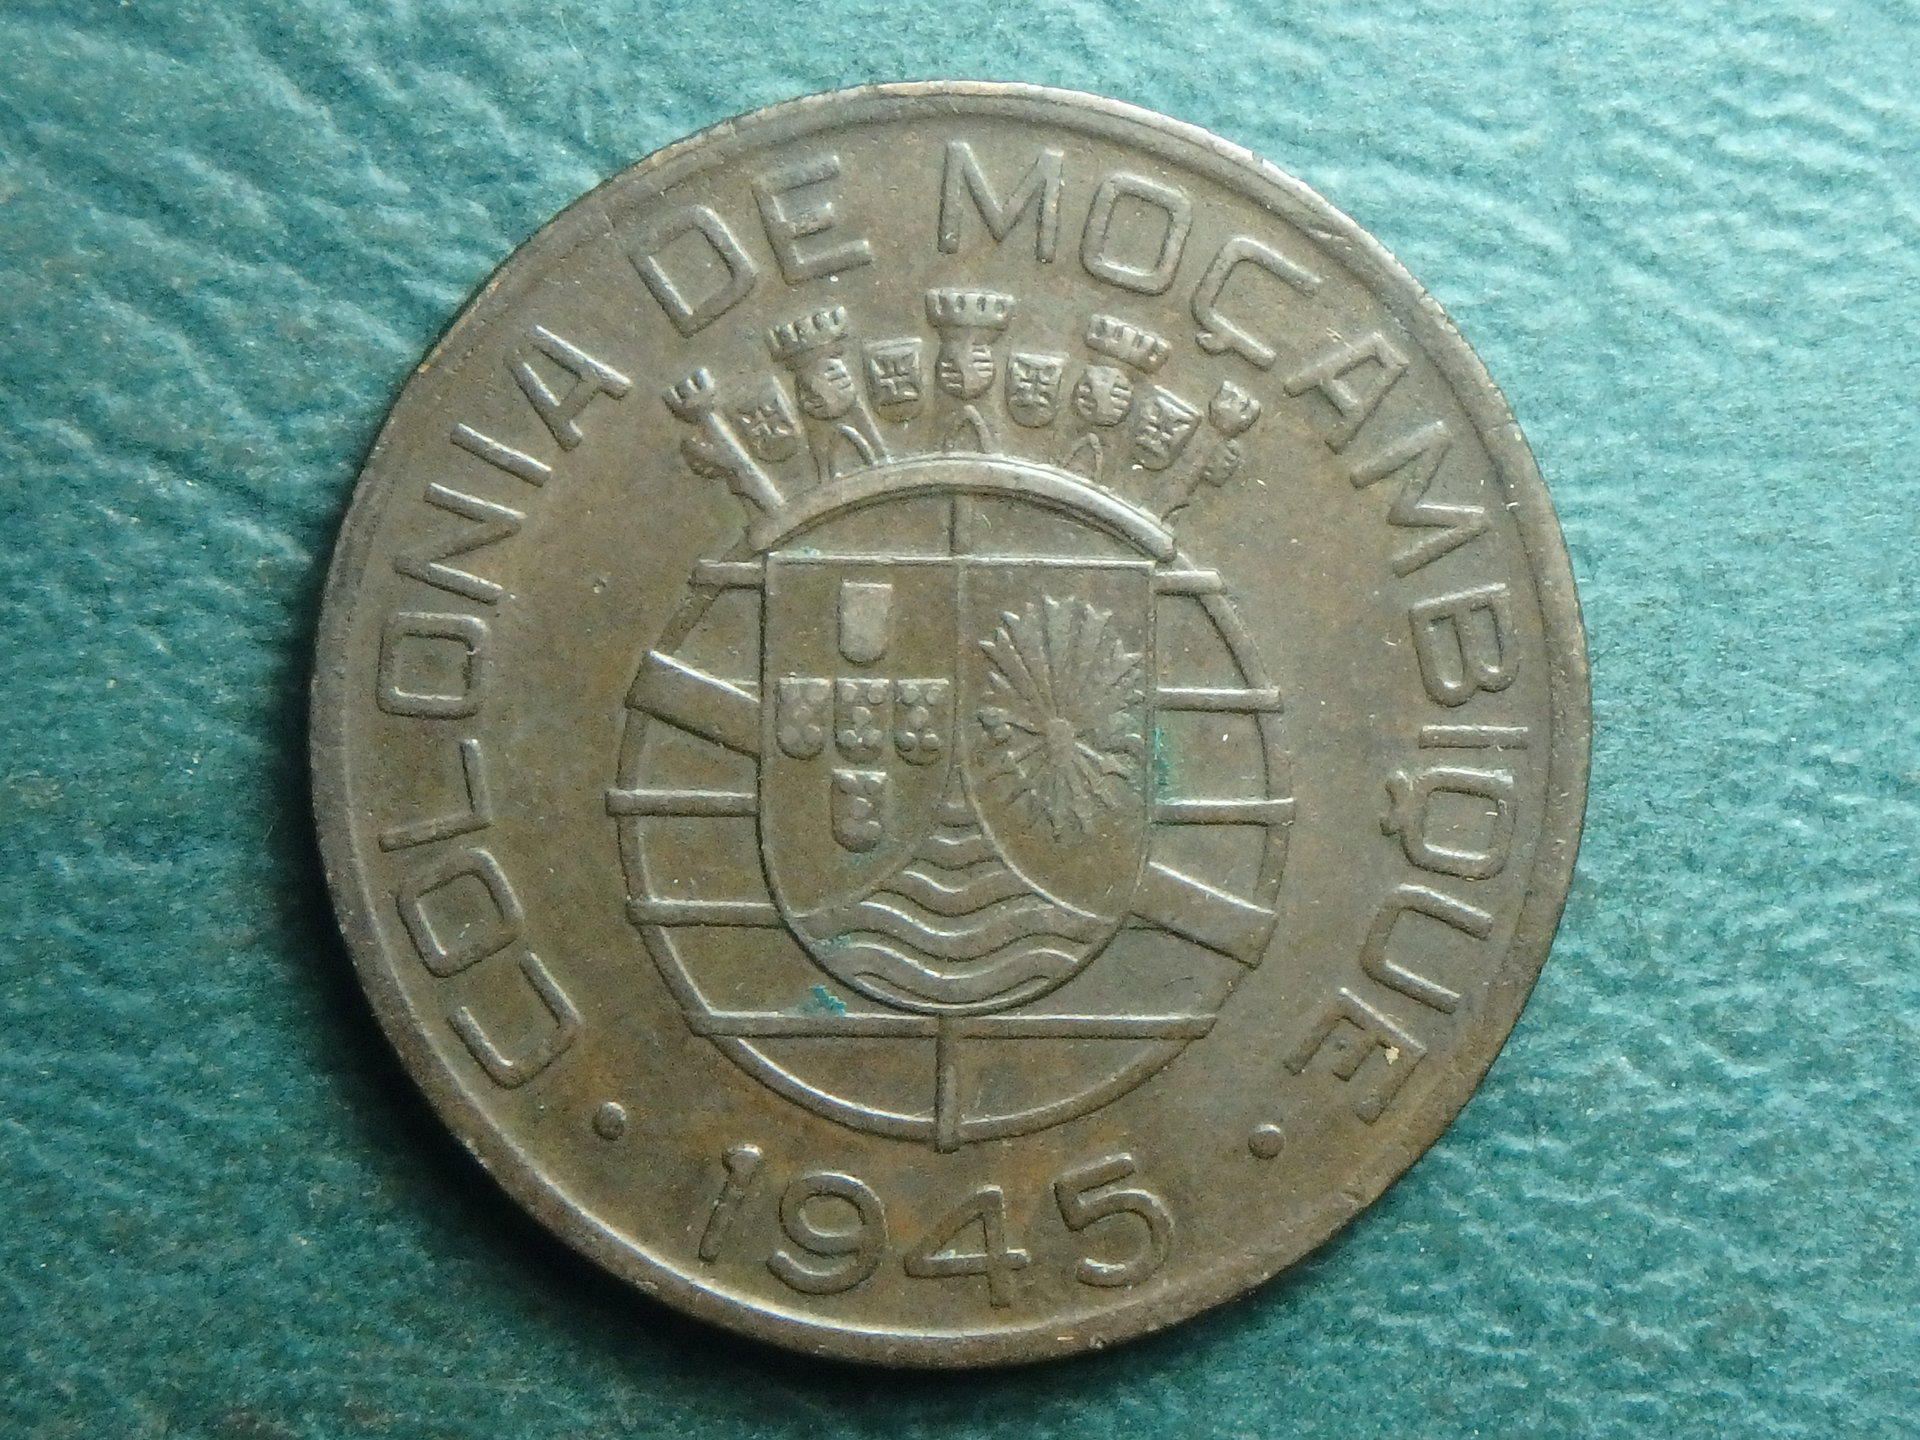 COLONIA DE MOÇAMBIQUE
· 1945 ·